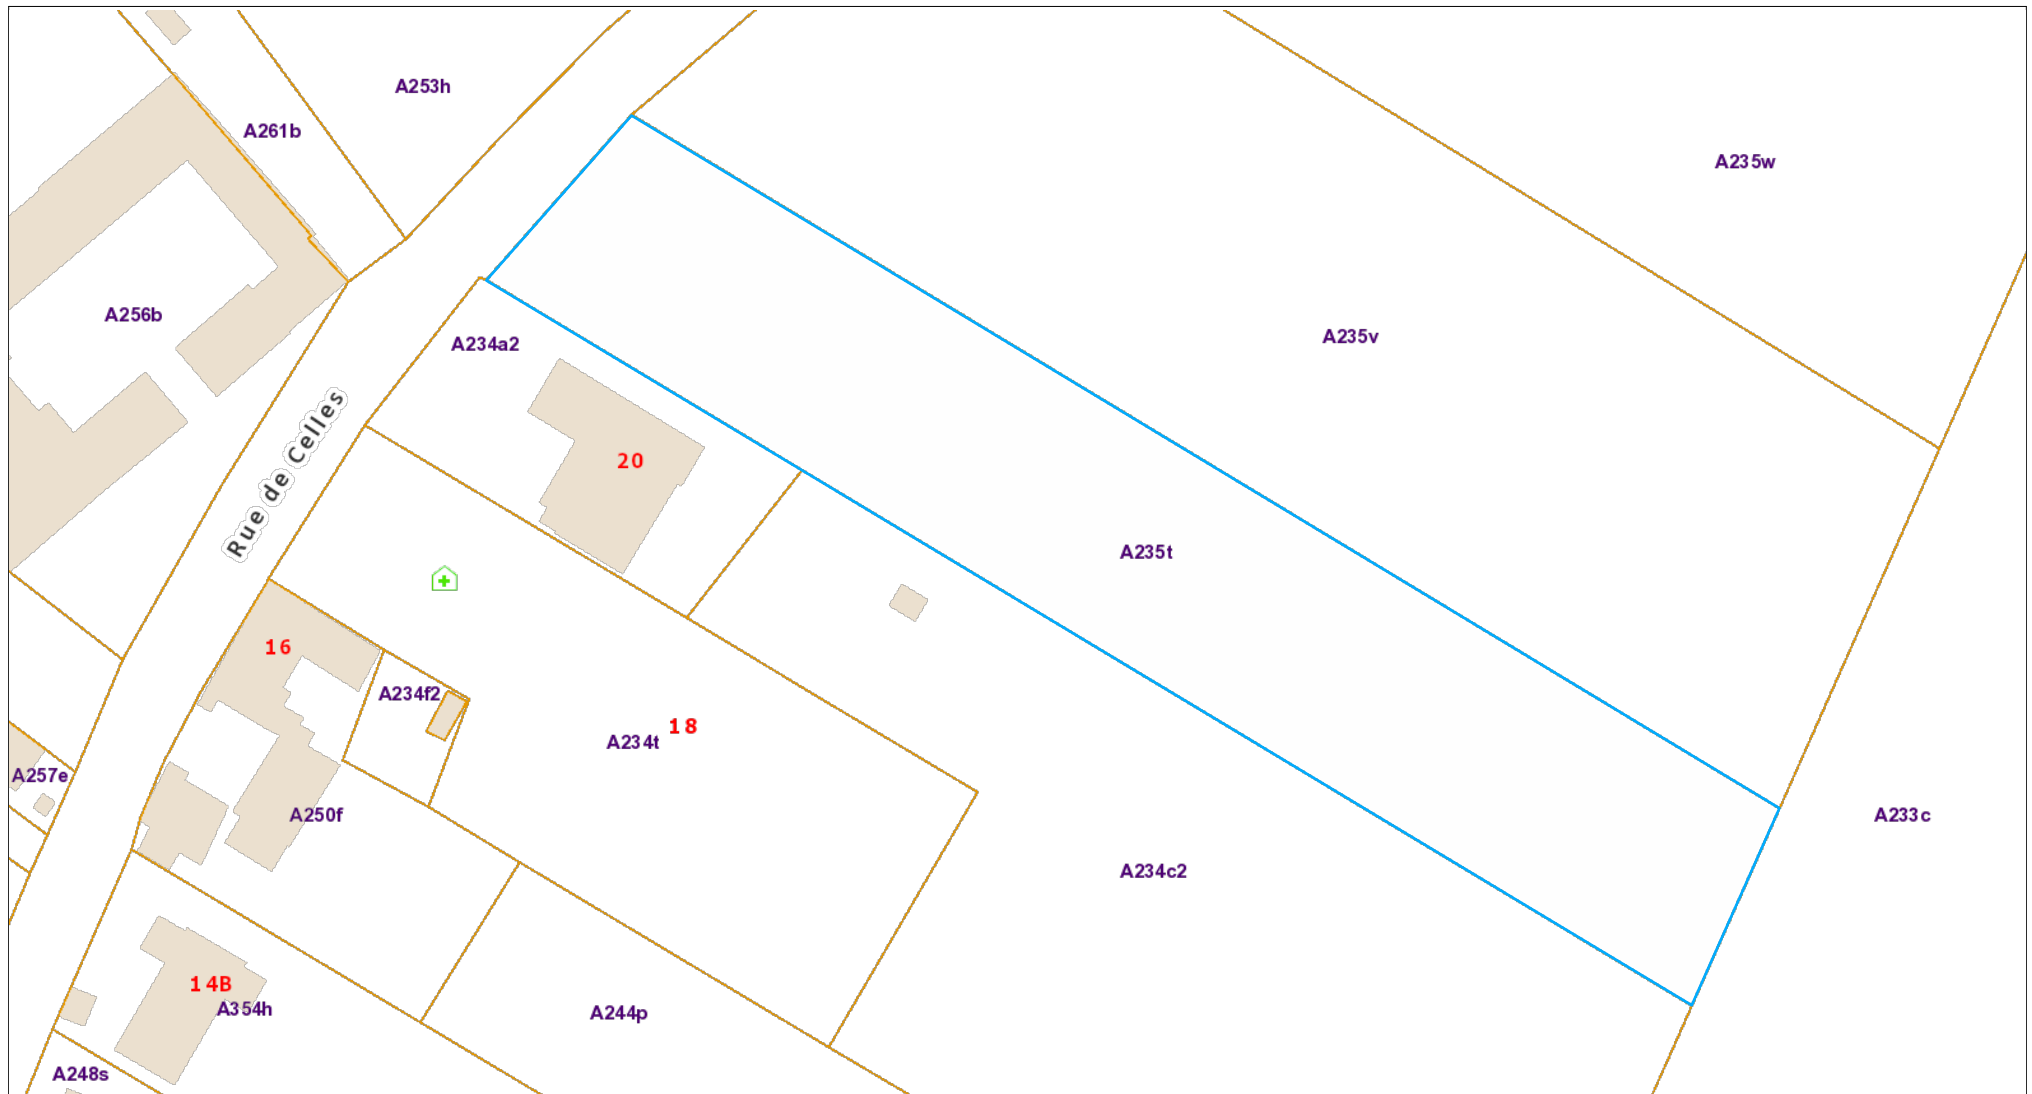 A253h
A261b
A235w
A256b
A235v
A234a2
Rue de Celles
20
A235t
16
A234f2
18
A234t
A257e
A250f
A233c
A234c2
14B
A354h
A244p
A248s